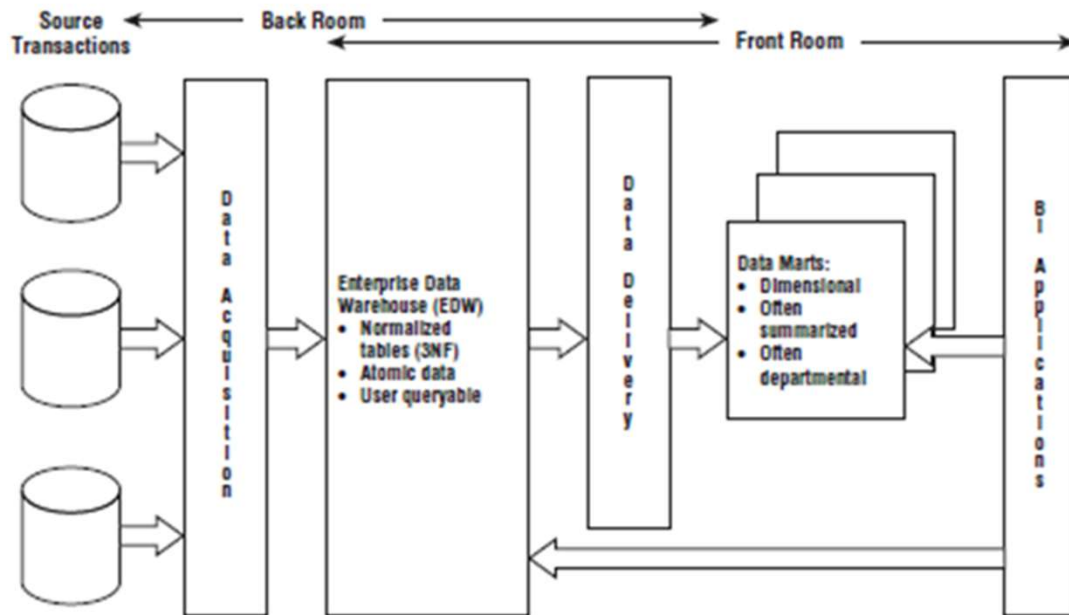 Source
Transactions
Back Room
Front Room
Data Acquisition
Enterprise Data
Warehouse (EDW)
• Normalized
tables (3NF)
• Atomic data
• User queryable
Data Delivery
Data Marts:
• Dimensional
• Often
summarized
• Often
departmental
BI Applications